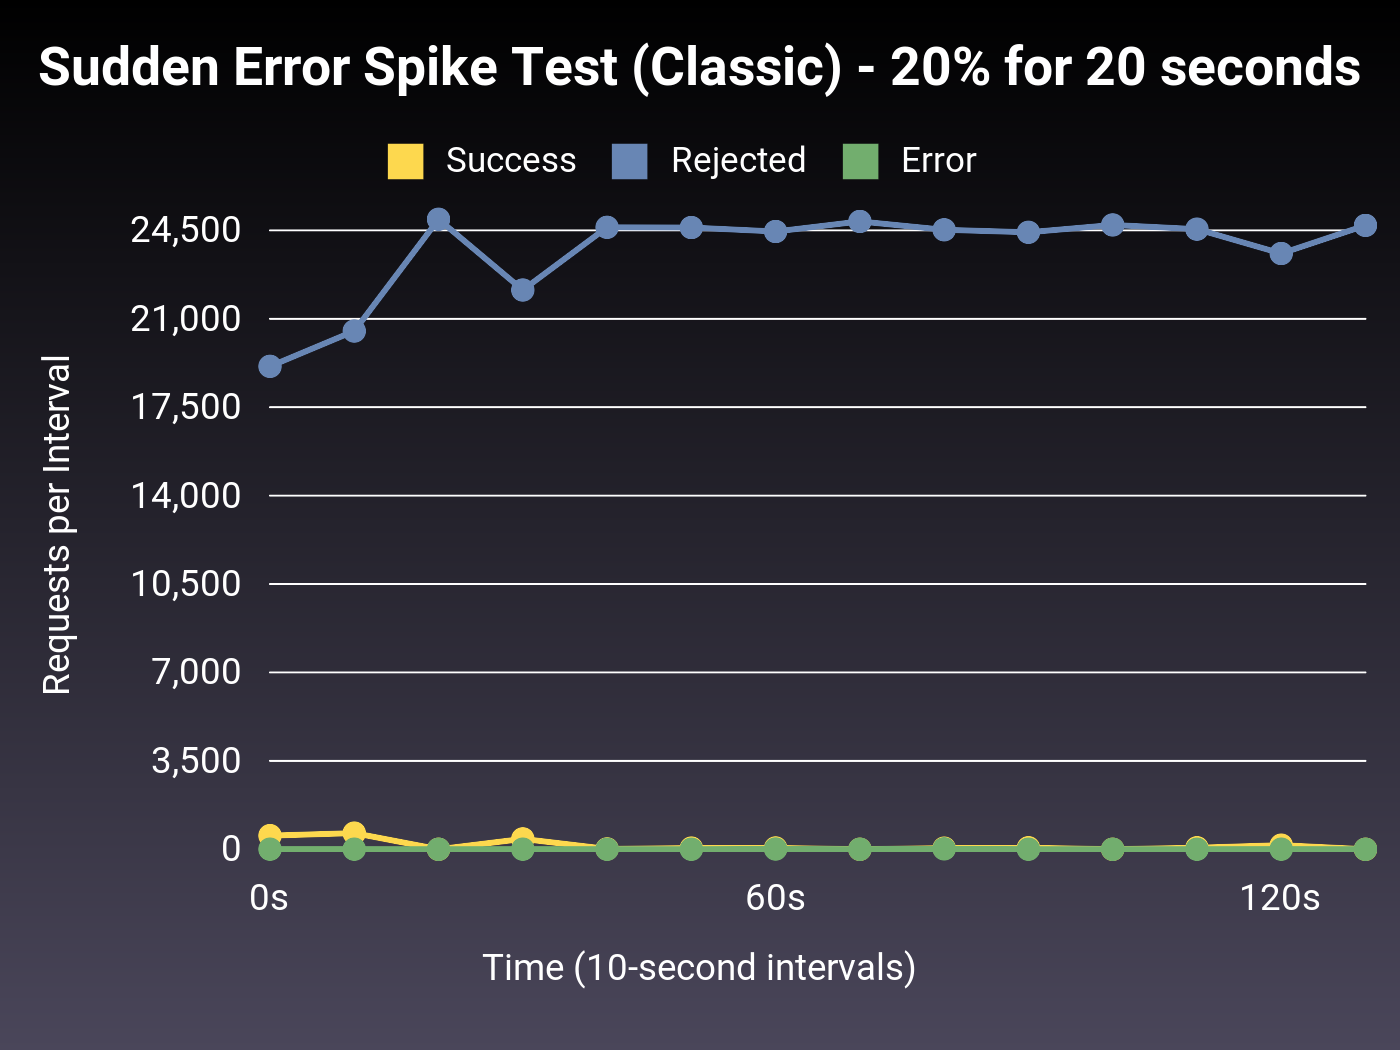 Sudden Error Spike Test (Classic) - 20% for 20 seconds
Success Rejected Error
24,500
21,000
17,500
14,000
10,500
7,000
3,500
0
Requests per Interval
0s 60s 120s
Time (10-second intervals)